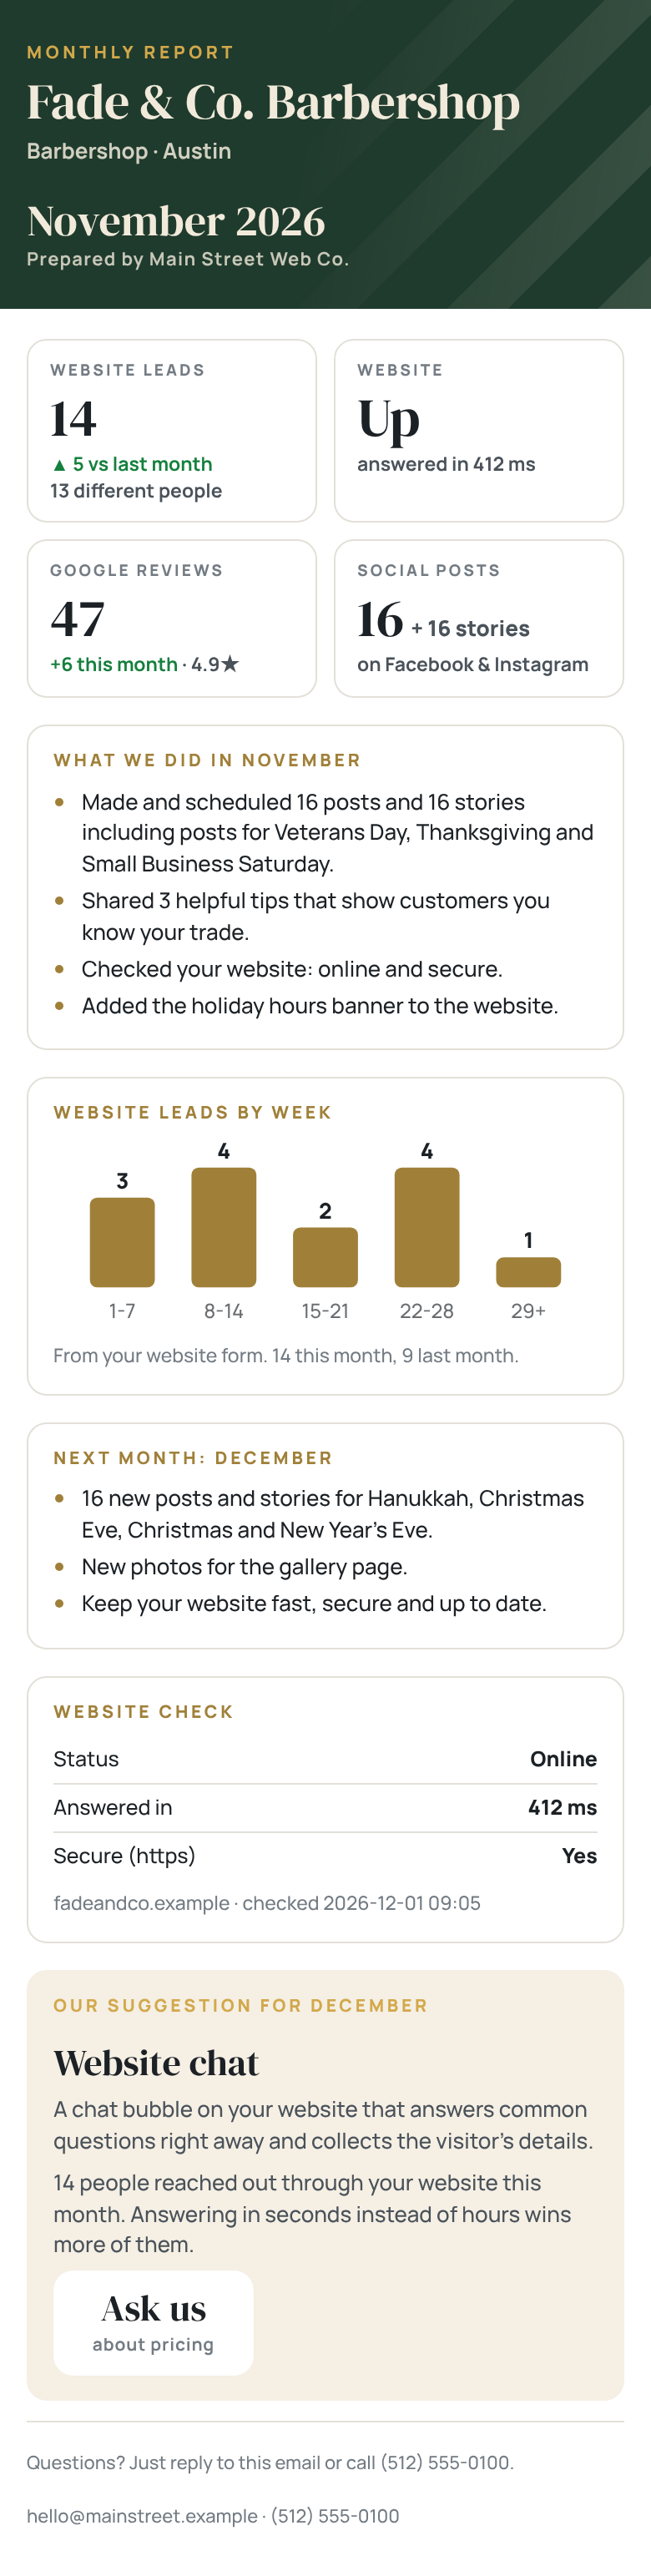 MONTHLY REPORT
Fade & Co. Barbershop
Barbershop · Austin
November 2026
Prepared by Main Street Web Co.
WEBSITE LEADS
14
▲ 5 vs last month
13 different people
WEBSITE
Up
answered in 412 ms
GOOGLE REVIEWS
47
+6 this month · 4.9★
SOCIAL POSTS
16 + 16 stories
on Facebook & Instagram
WHAT WE DID IN NOVEMBER
• Made and scheduled 16 posts and 16 stories
including posts for Veterans Day, Thanksgiving and
Small Business Saturday.
• Shared 3 helpful tips that show customers you
know your trade.
• Checked your website: online and secure.
• Added the holiday hours banner to the website.
WEBSITE LEADS BY WEEK
3 4 2 4 1
1-7 8-14 15-21 22-28 29+
From your website form. 14 this month, 9 last month.
NEXT MONTH: DECEMBER
• 16 new posts and stories for Hanukkah, Christmas
Eve, Christmas and New Year’s Eve.
• New photos for the gallery page.
• Keep your website fast, secure and up to date.
WEBSITE CHECK
Status Online
Answered in 412 ms
Secure (https) Yes
fadeandco.example · checked 2026-12-01 09:05
OUR SUGGESTION FOR DECEMBER
Website chat
A chat bubble on your website that answers common
questions right away and collects the visitor’s details.
14 people reached out through your website this
month. Answering in seconds instead of hours wins
more of them.
Ask us
about pricing
Questions? Just reply to this email or call (512) 555-0100.
hello@mainstreet.example · (512) 555-0100